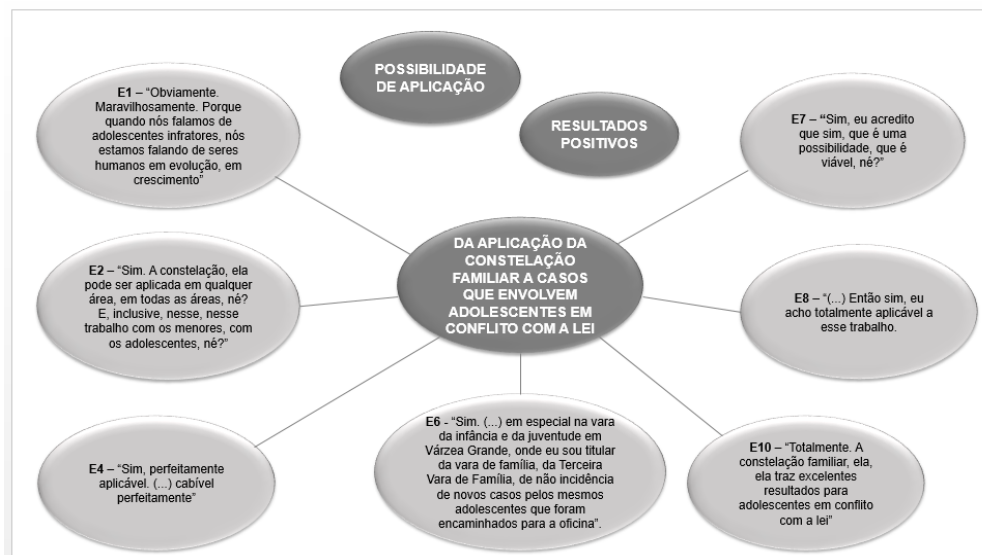 POSSIBILIDADE
DE APLICAÇÃO
RESULTADOS
POSITIVOS
E1 – “Obviamente.
Maravilhosamente. Porque
quando nós falamos de
adolescentes infratores, nós
estamos falando de seres
humanos em evolução, em
crescimento”
E7 – “Sim, eu acredito
que sim, que é uma
possibilidade, que é
viável, né?”
DA APLICAÇÃO DA
CONSTELAÇÃO
FAMILIAR A CASOS
QUE ENVOLVEM
ADOLESCENTES EM
CONFLITO COM A LEI
E2 – “Sim. A constelação, ela
pode ser aplicada em qualquer
área, em todas as áreas, né?
E, inclusive, nesse, nesse
trabalho com os menores, com
os adolescentes, né?”
E8 – “(...) Então sim, eu
acho totalmente aplicável a
esse trabalho.
E4 – “Sim, perfeitamente
aplicável. (...) cabível
perfeitamente”
E6 - “Sim. (...) em especial na vara
da infância e da juventude em
Várzea Grande, onde eu sou titular
da vara de família, da Terceira
Vara de Família, de não incidência
de novos casos pelos mesmos
adolescentes que foram
encaminhados para a oficina”.
E10 – “Totalmente. A
constelação familiar, ela,
ela traz excelentes
resultados para
adolescentes em conflito
com a lei”